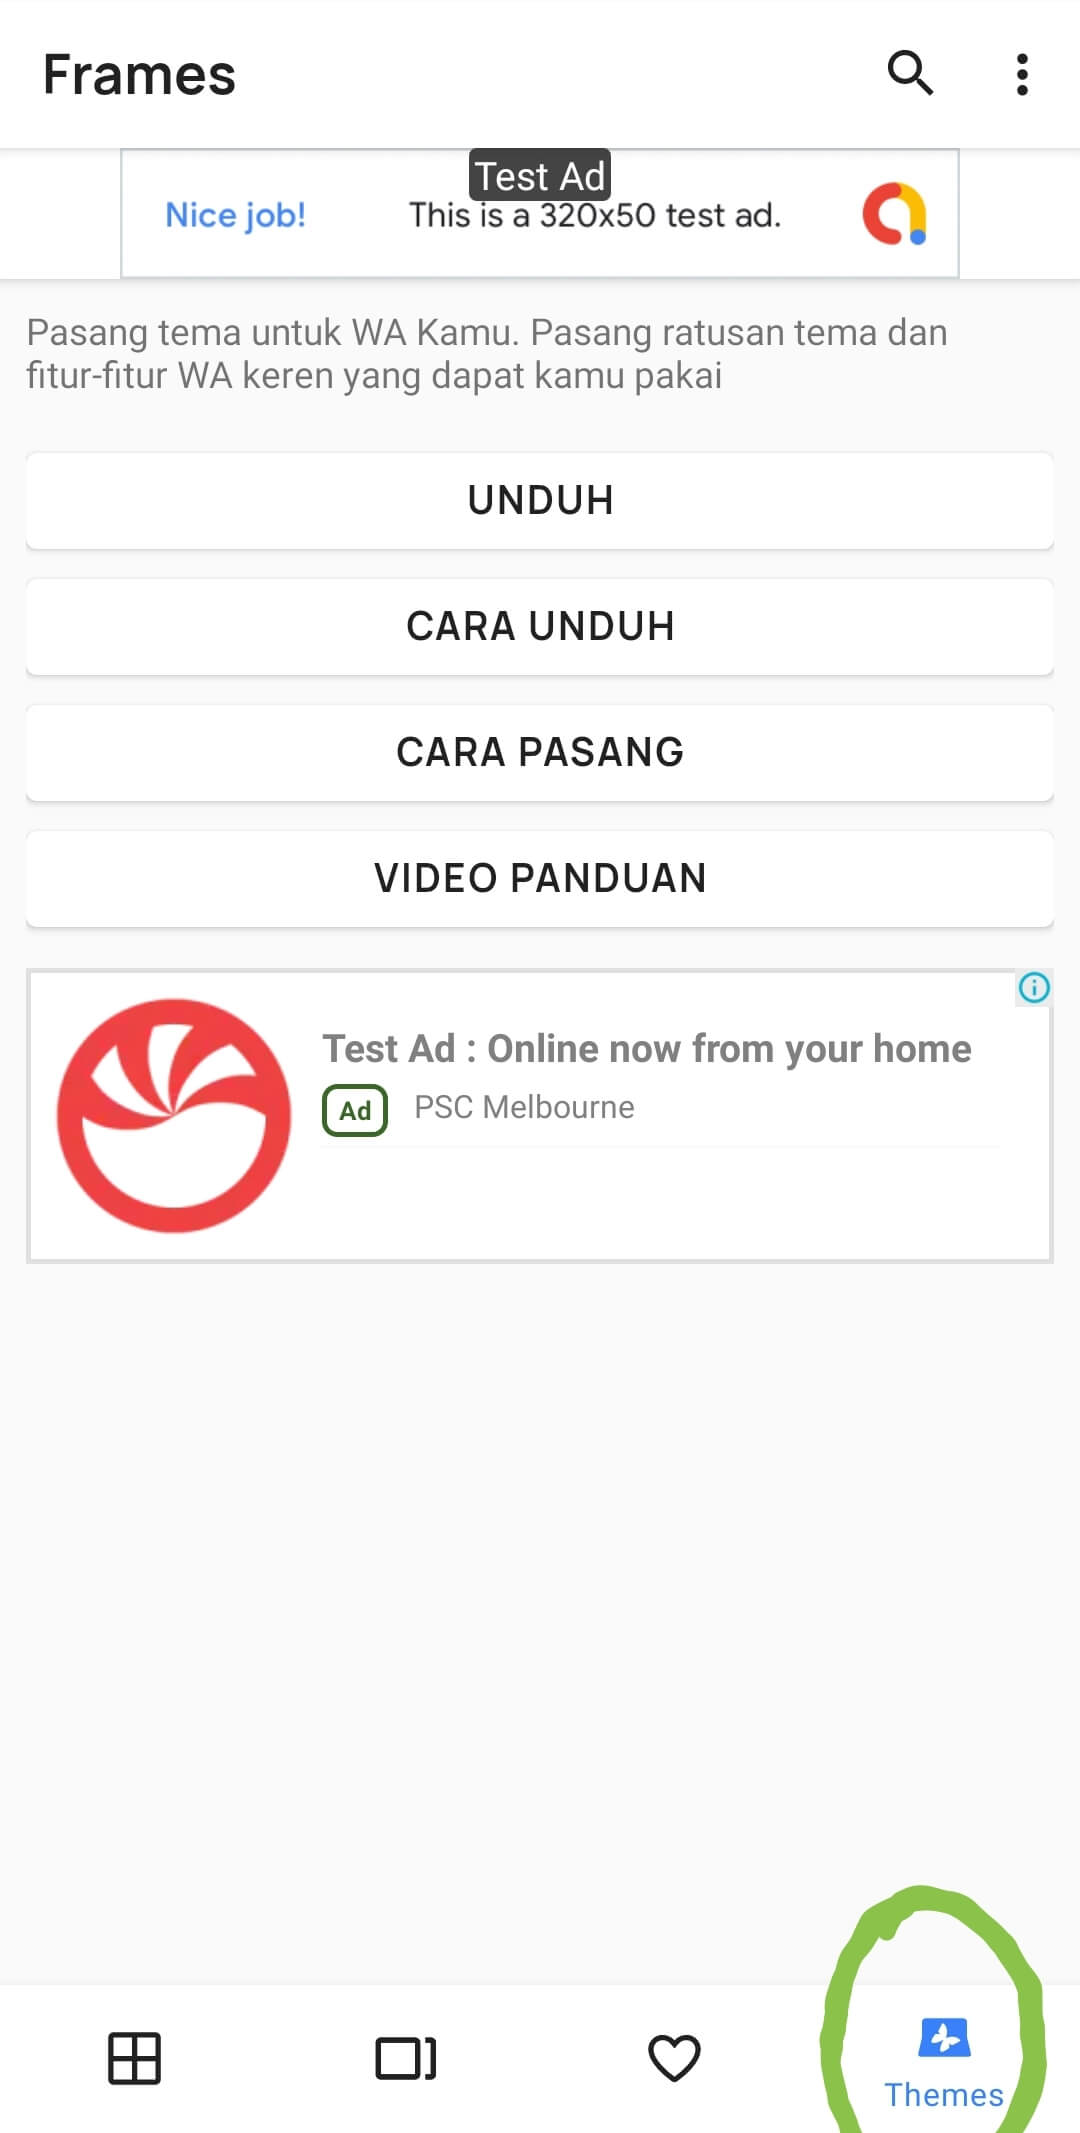 Frames
Test Ad
Nice job! This is a 320x50 test ad.
Pasang tema untuk WA Kamu. Pasang ratusan tema dan
fitur-fitur WA keren yang dapat kamu pakai
UNDUH
CARA UNDUH
CARA PASANG
VIDEO PANDUAN
Test Ad : Online now from your home
Ad PSC Melbourne
Themes